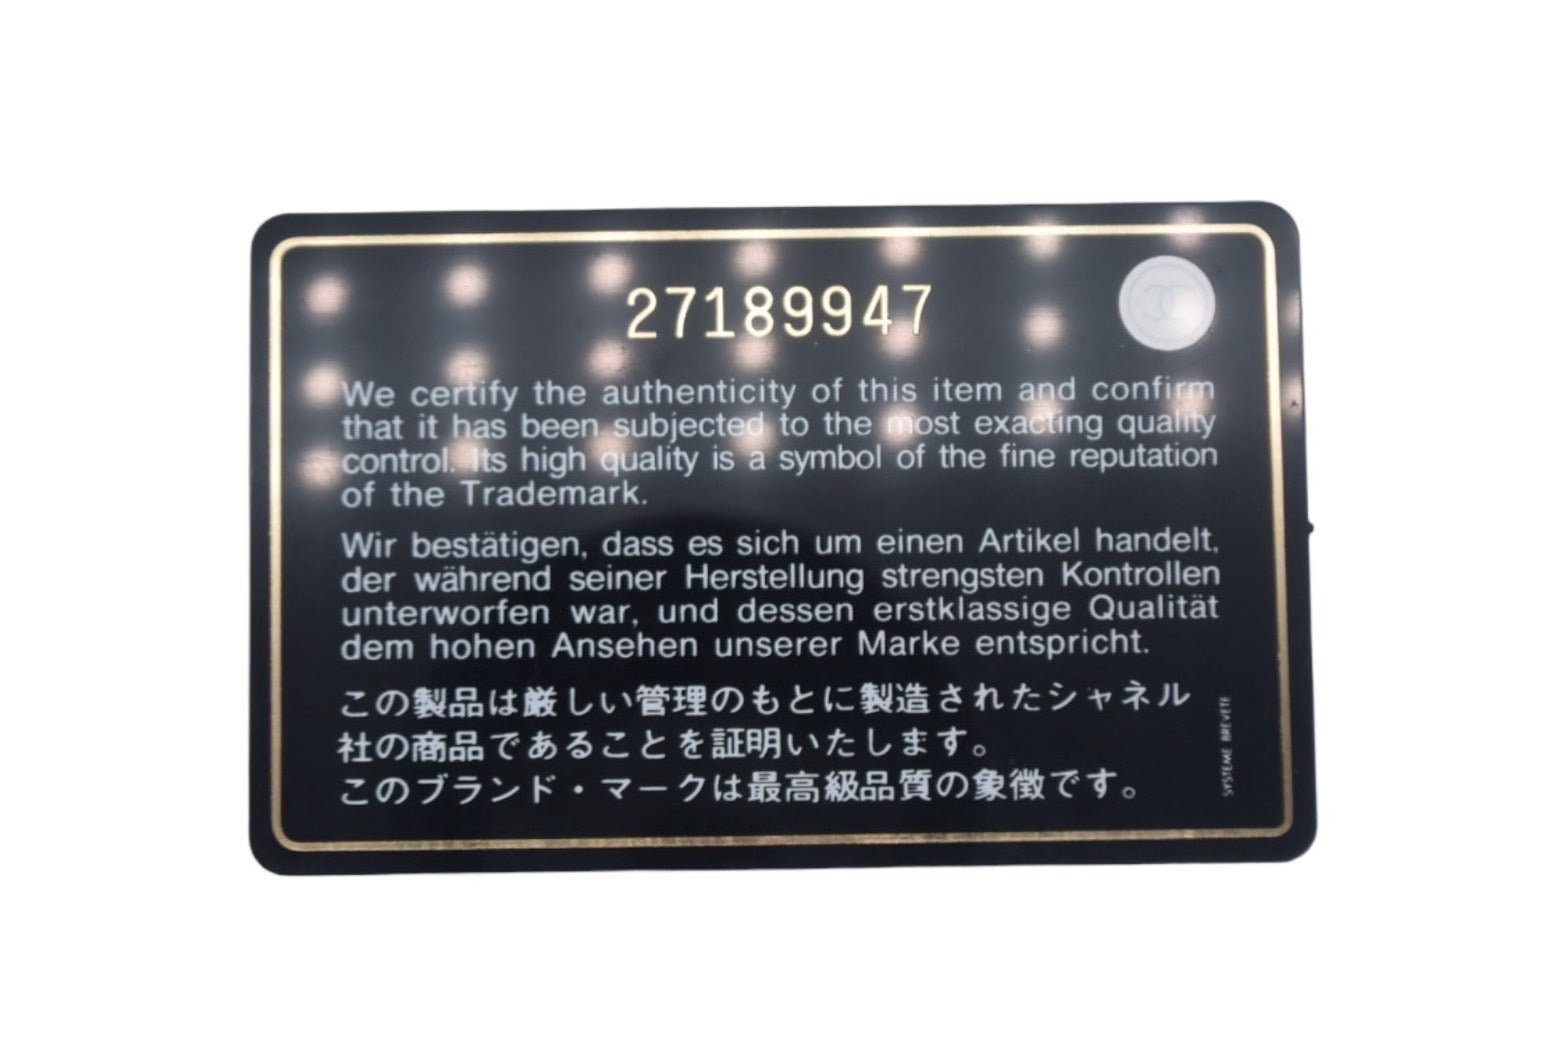 27189947
We certify the authenticity of this item and confirm
that it has been subjected to the most exacting quality
control. Its high quality is a symbol of the fine reputation
of the Trademark.
Wir bestätigen, dass es sich um einen Artikel handelt,
der während seiner Herstellung strengsten Kontrollen
unterworfen war, und dessen erstklassige Qualität
dem hohen Ansehen unserer Marke entspricht.
この製品は厳しい管理のもとに製造されたシャネル
社の商品であることを証明いたします。
このブランド・マークは最高級品質の象徴です。
SYSTEME BREVETE